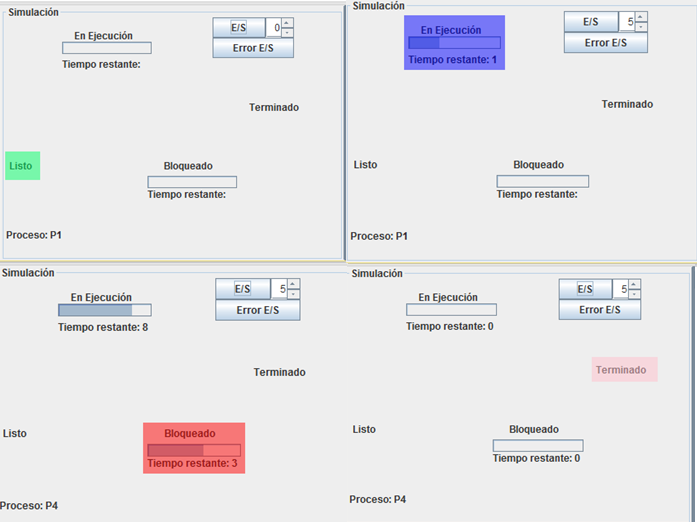 Simulación
E/S 0
En Ejecución
Error E/S
Tiempo restante:
Terminado
Listo
Bloqueado
Tiempo restante:
Proceso: P1
Simulación
E/S 5
En Ejecución
Error E/S
Tiempo restante: 1
Terminado
Listo
Bloqueado
Tiempo restante:
Proceso: P1
Simulación
E/S 5
En Ejecución
Error E/S
Tiempo restante: 8
Terminado
Listo
Bloqueado
Tiempo restante: 3
Proceso: P4
Simulación
E/S 5
En Ejecución
Error E/S
Tiempo restante: 0
Terminado
Listo
Bloqueado
Tiempo restante: 0
Proceso: P4